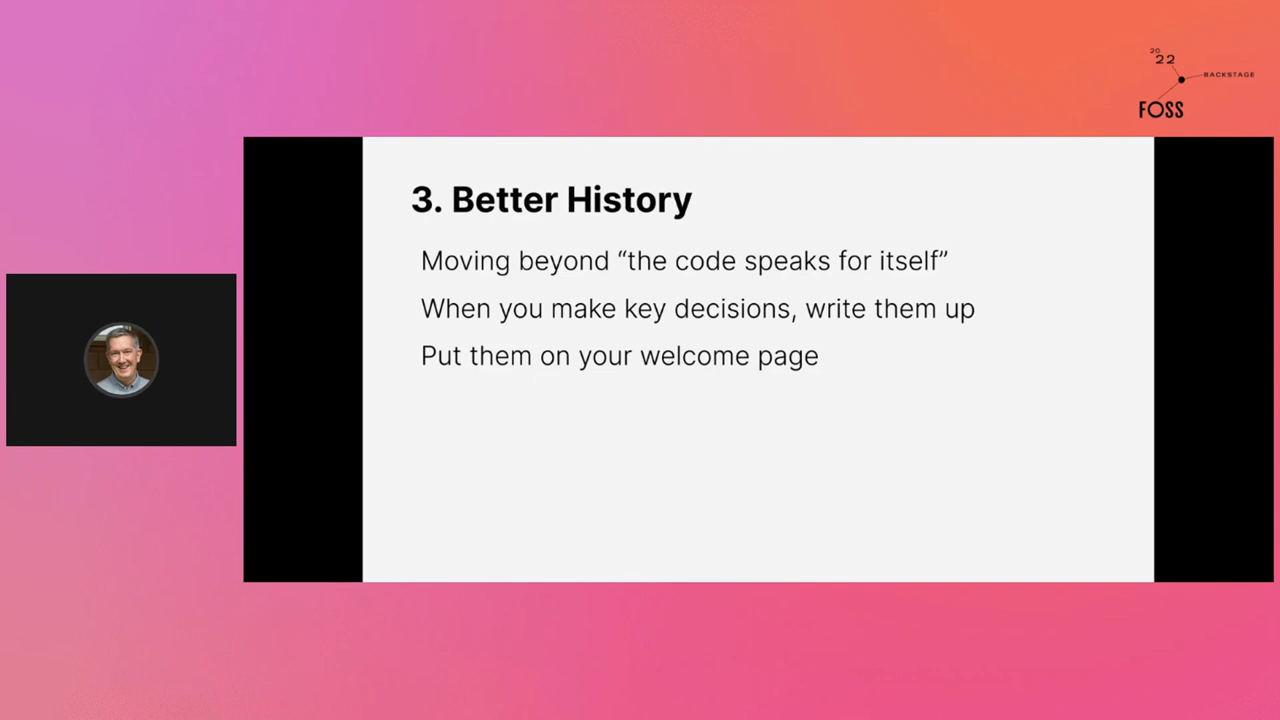 20
22
BACKSTAGE
FOSS
3. Better History
Moving beyond “the code speaks for itself”
When you make key decisions, write them up
Put them on your welcome page